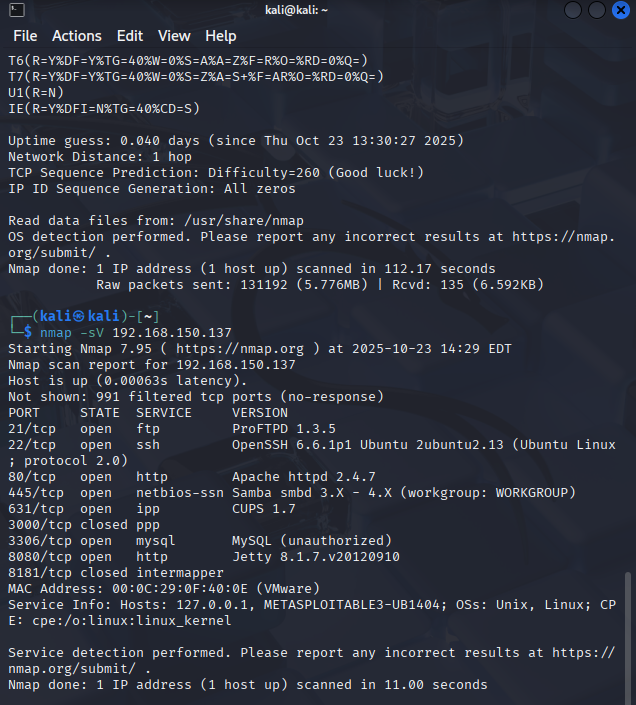 kali@kali: ~
File Actions Edit View Help
T6(R=Y%DF=Y%TG=40%W=0%S=A%A=Z%F=R%O=%RD=0%Q=)
T7(R=Y%DF=Y%TG=40%W=0%S=Z%A=S+%F=AR%O=%RD=0%Q=)
U1(R=N)
IE(R=Y%DFI=N%TG=40%CD=S)
Uptime guess: 0.040 days (since Thu Oct 23 13:30:27 2025)
Network Distance: 1 hop
TCP Sequence Prediction: Difficulty=260 (Good luck!)
IP ID Sequence Generation: All zeros
Read data files from: /usr/share/nmap
OS detection performed. Please report any incorrect results at https://nmap.
org/submit/ .
Nmap done: 1 IP address (1 host up) scanned in 112.17 seconds
Raw packets sent: 131192 (5.776MB) | Rcvd: 135 (6.592KB)
┌──(kali㉿kali)-[~]
└─$ nmap -sV 192.168.150.137
Starting Nmap 7.95 ( https://nmap.org ) at 2025-10-23 14:29 EDT
Nmap scan report for 192.168.150.137
Host is up (0.00063s latency).
Not shown: 991 filtered tcp ports (no-response)
PORT STATE SERVICE VERSION
21/tcp open ftp ProFTPD 1.3.5
22/tcp open ssh OpenSSH 6.6.1p1 Ubuntu 2ubuntu2.13 (Ubuntu Linux
; protocol 2.0)
80/tcp open http Apache httpd 2.4.7
445/tcp open netbios-ssn Samba smbd 3.X - 4.X (workgroup: WORKGROUP)
631/tcp open ipp CUPS 1.7
3000/tcp closed ppp
3306/tcp open mysql MySQL (unauthorized)
8080/tcp open http Jetty 8.1.7.v20120910
8181/tcp closed intermapper
MAC Address: 00:0C:29:0F:40:0E (VMware)
Service Info: Hosts: 127.0.0.1, METASPLOITABLE3-UB1404; OSs: Unix, Linux; CP
E: cpe:/o:linux:linux_kernel
Service detection performed. Please report any incorrect results at https://
nmap.org/submit/ .
Nmap done: 1 IP address (1 host up) scanned in 11.00 seconds